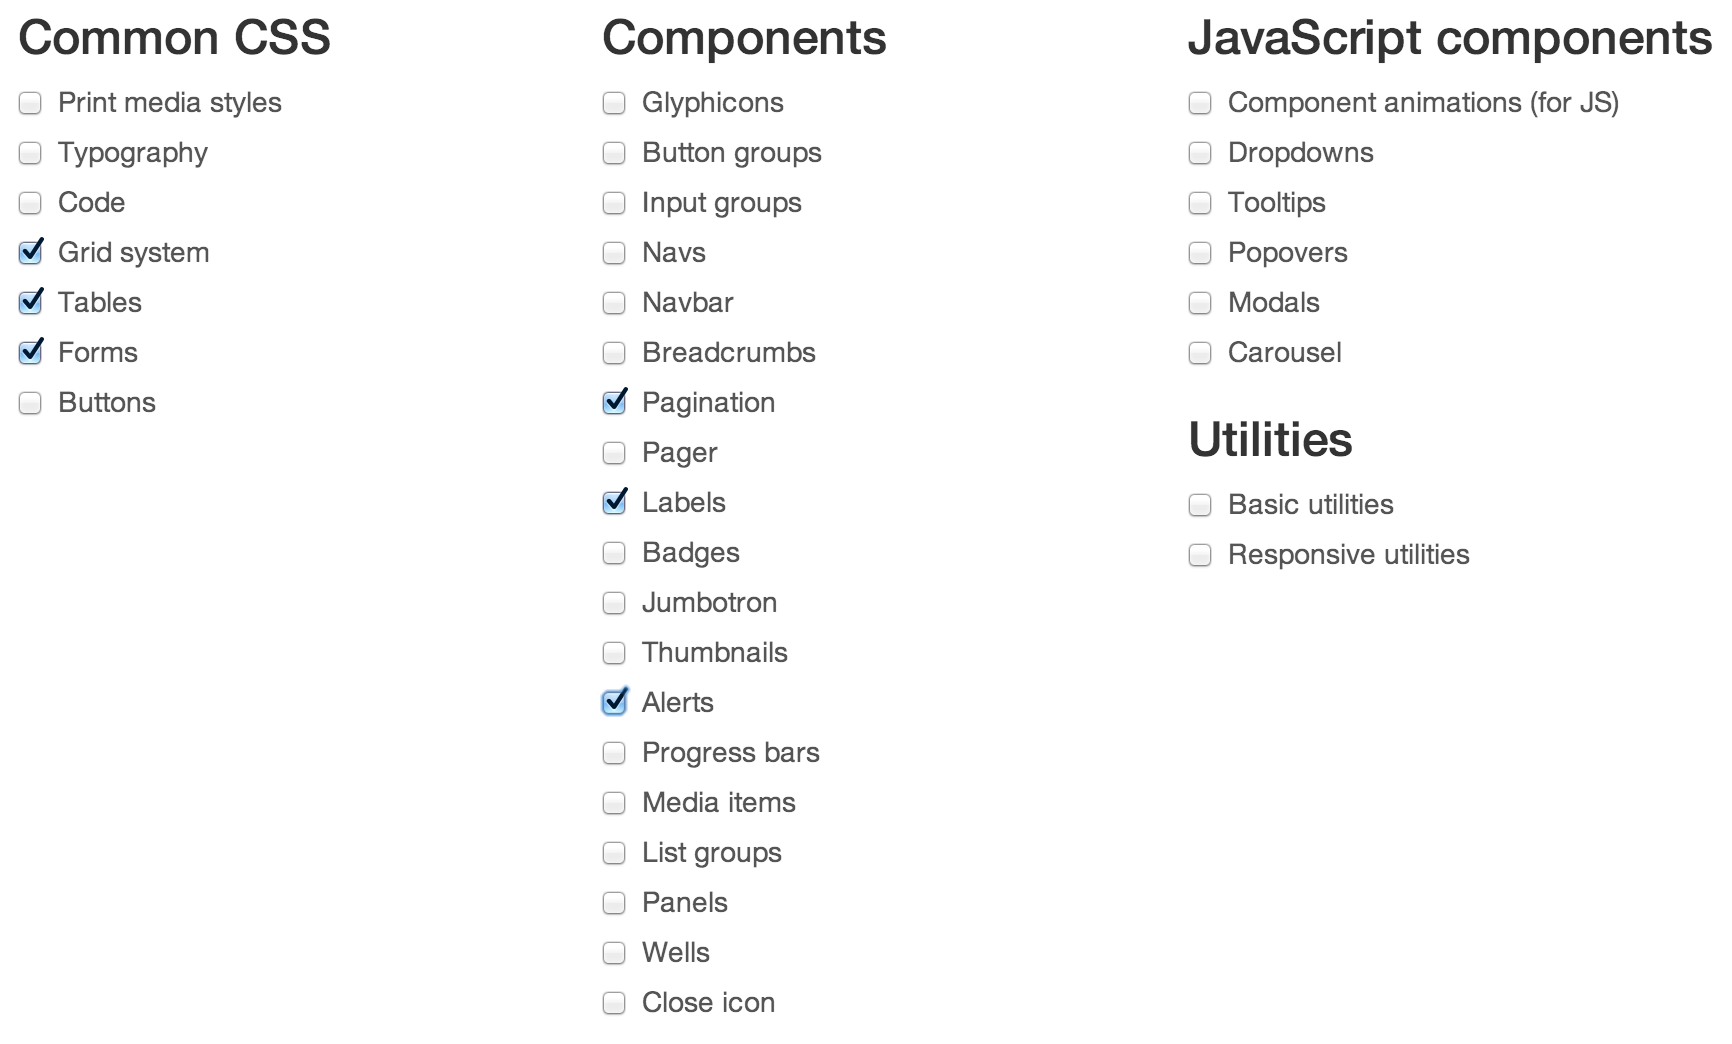 Common CSS
Print media styles
Typography
Code
Grid system
Tables
Forms
Buttons
Components
Glyphicons
Button groups
Input groups
Navs
Navbar
Breadcrumbs
Pagination
Pager
Labels
Badges
Jumbotron
Thumbnails
Alerts
Progress bars
Media items
List groups
Panels
Wells
Close icon
JavaScript components
Component animations (for JS)
Dropdowns
Tooltips
Popovers
Modals
Carousel
Utilities
Basic utilities
Responsive utilities